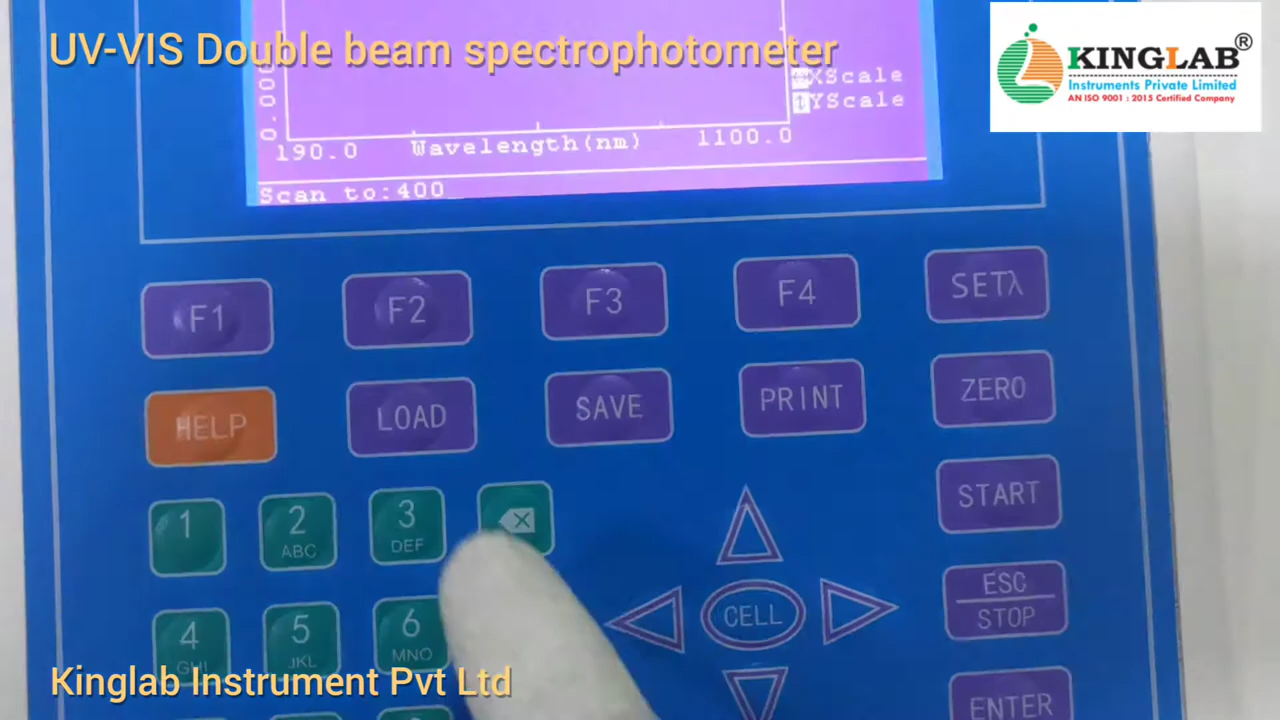 UV-VIS Double beam spectrophotometer
KINGLAB®
Instruments Private Limited
AN ISO 9001 : 2015 Certified Company
XScale
YScale
0.000
190.0 Wavelength(nm) 1100.0
Scan to:400
F1 F2 F3 F4 SETλ
HELP LOAD SAVE PRINT ZERO
1 2 3
ABC DEF
START
4 5 6
GHI JKL MNO
CELL
ESC
STOP
ENTER
Kinglab Instrument Pvt Ltd